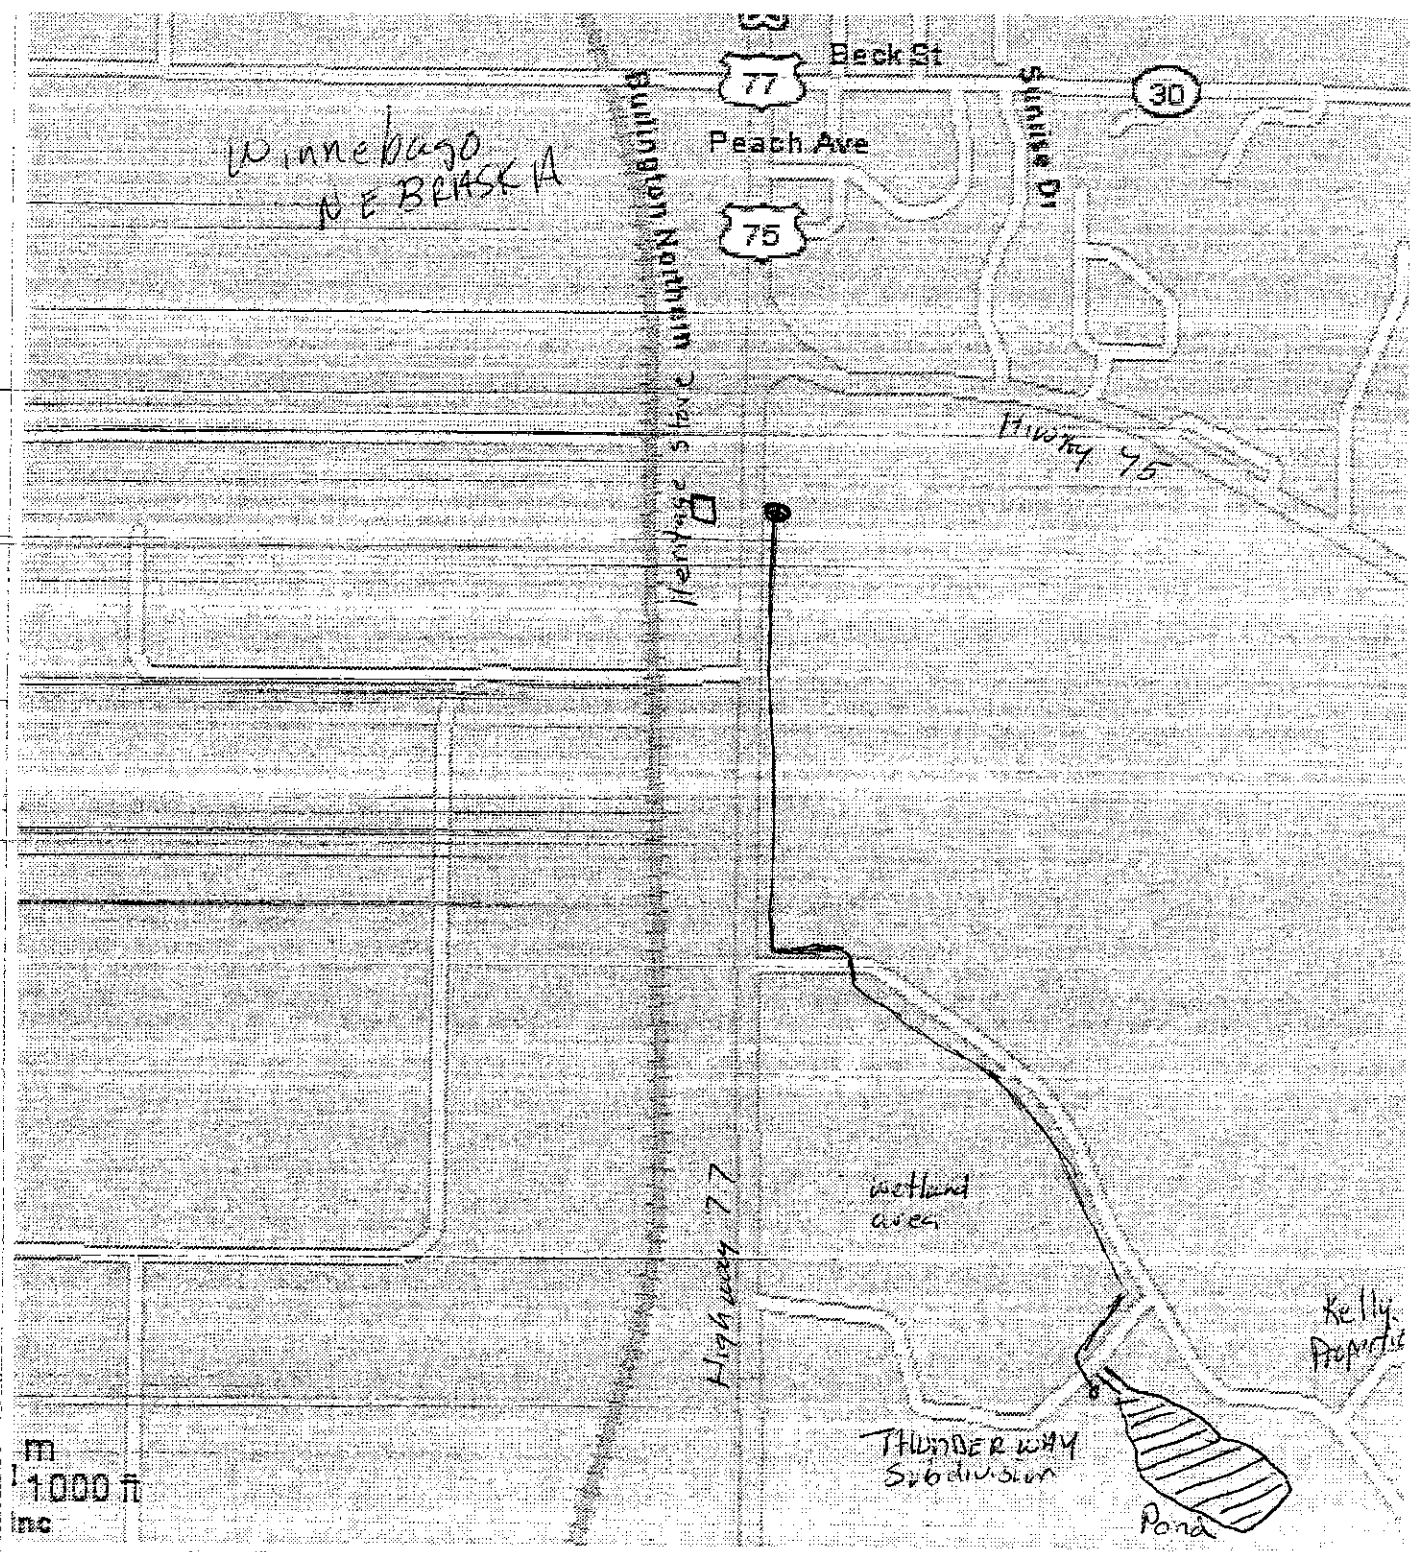 Beck St
77
30
Sunrise Dr
Peach Ave
Winnebago
NEBRASKA
75
Burlington Northern
Hiway 75
Heritage store
Highway 77
wetland
area
Kelly
THUNDER WAY
Subdivision
Pond
m
1000 ft
Inc